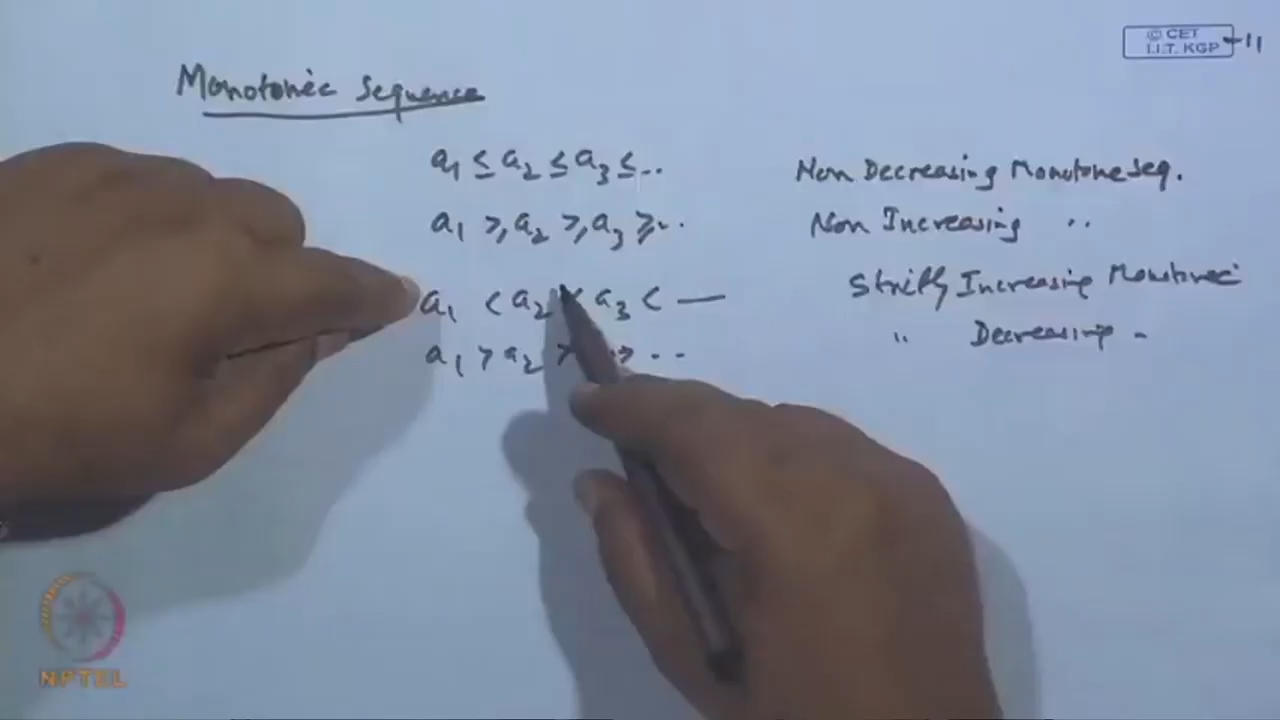 © CET
I.I.T. KGP -11
Monotonic Sequence
a₁ ≤ a₂ ≤ a₃ ≤ .. Non Decreasing Monotone Seq.
a₁ ≥ a₂ ≥ a₃ ≥ .. Non Increasing ..
a₁ < a₂ < a₃ < — Strictly Increasing Monotonic
a₁ > a₂ > > .. " Decreasing -
NPTEL